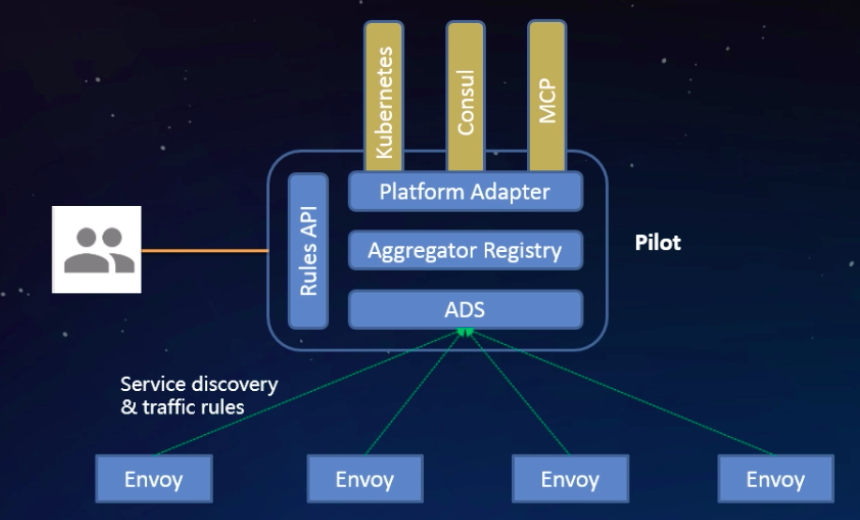 Kubernetes
Consul
MCP
Platform Adapter
Rules API
Aggregator Registry
Pilot
ADS
Service discovery
& traffic rules
Envoy
Envoy
Envoy
Envoy